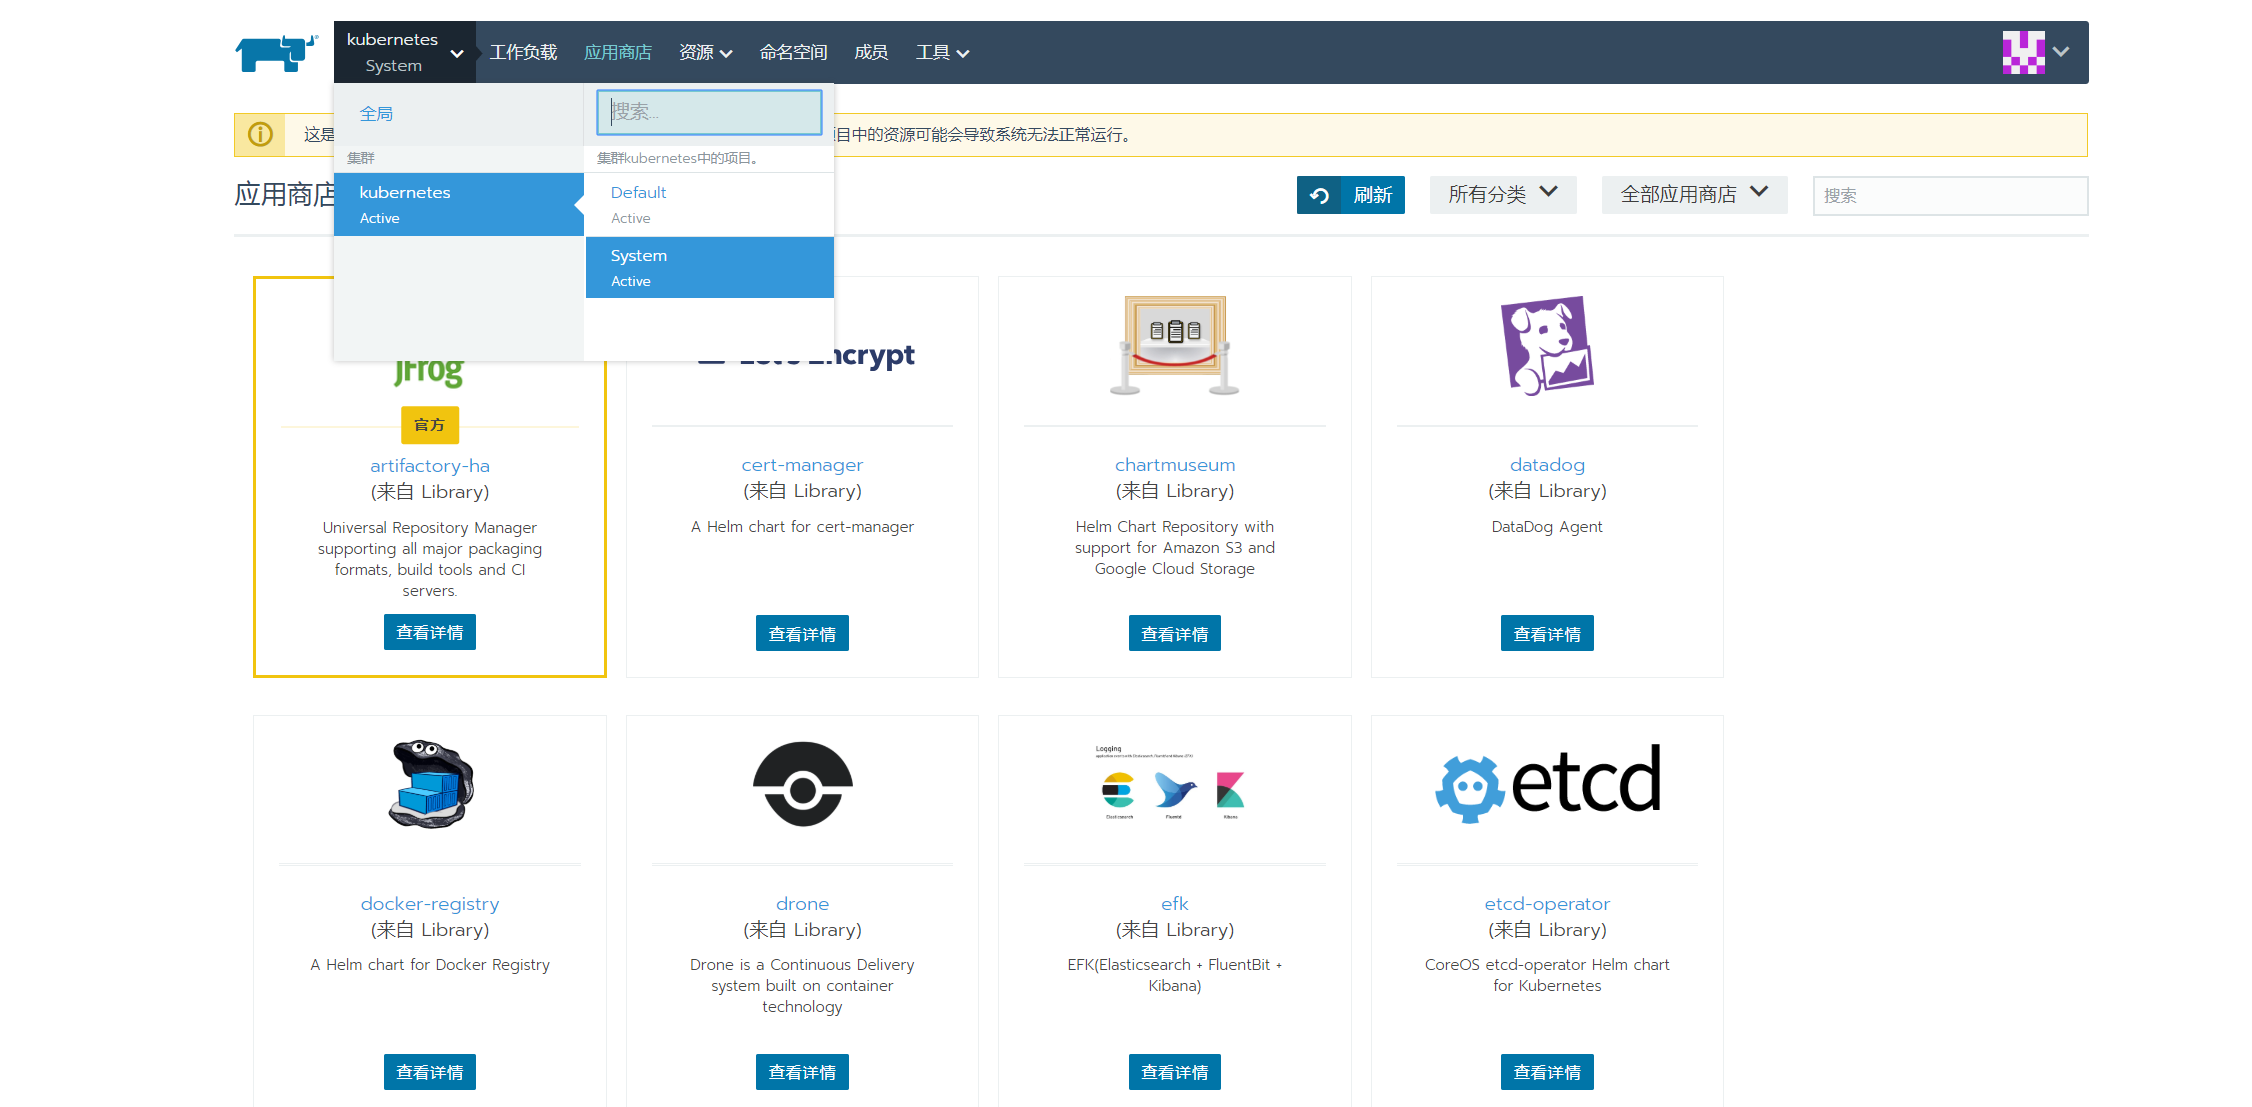 kubernetes
System
工作负载
应用商店
资源
命名空间
成员
工具
全局
搜索...
这是
目中的资源可能会导致系统无法正常运行。
集群
集群kubernetes中的项目。
kubernetes
Active
Default
Active
System
Active
应用商店
刷新
所有分类
全部应用商店
搜索
JFrog
官方
artifactory-ha
(来自 Library)
Universal Repository Manager
supporting all major packaging
formats, build tools and CI
servers.
查看详情
Encrypt
cert-manager
(来自 Library)
A Helm chart for cert-manager
查看详情
chartmuseum
(来自 Library)
Helm Chart Repository with
support for Amazon S3 and
Google Cloud Storage
查看详情
datadog
(来自 Library)
DataDog Agent
查看详情
docker-registry
(来自 Library)
A Helm chart for Docker Registry
查看详情
drone
(来自 Library)
Drone is a Continuous Delivery
system built on container
technology
查看详情
Logging
Elasticsearch
Fluentd
Kibana
efk
(来自 Library)
EFK(Elasticsearch + FluentBit +
Kibana)
查看详情
etcd
etcd-operator
(来自 Library)
CoreOS etcd-operator Helm chart
for Kubernetes
查看详情